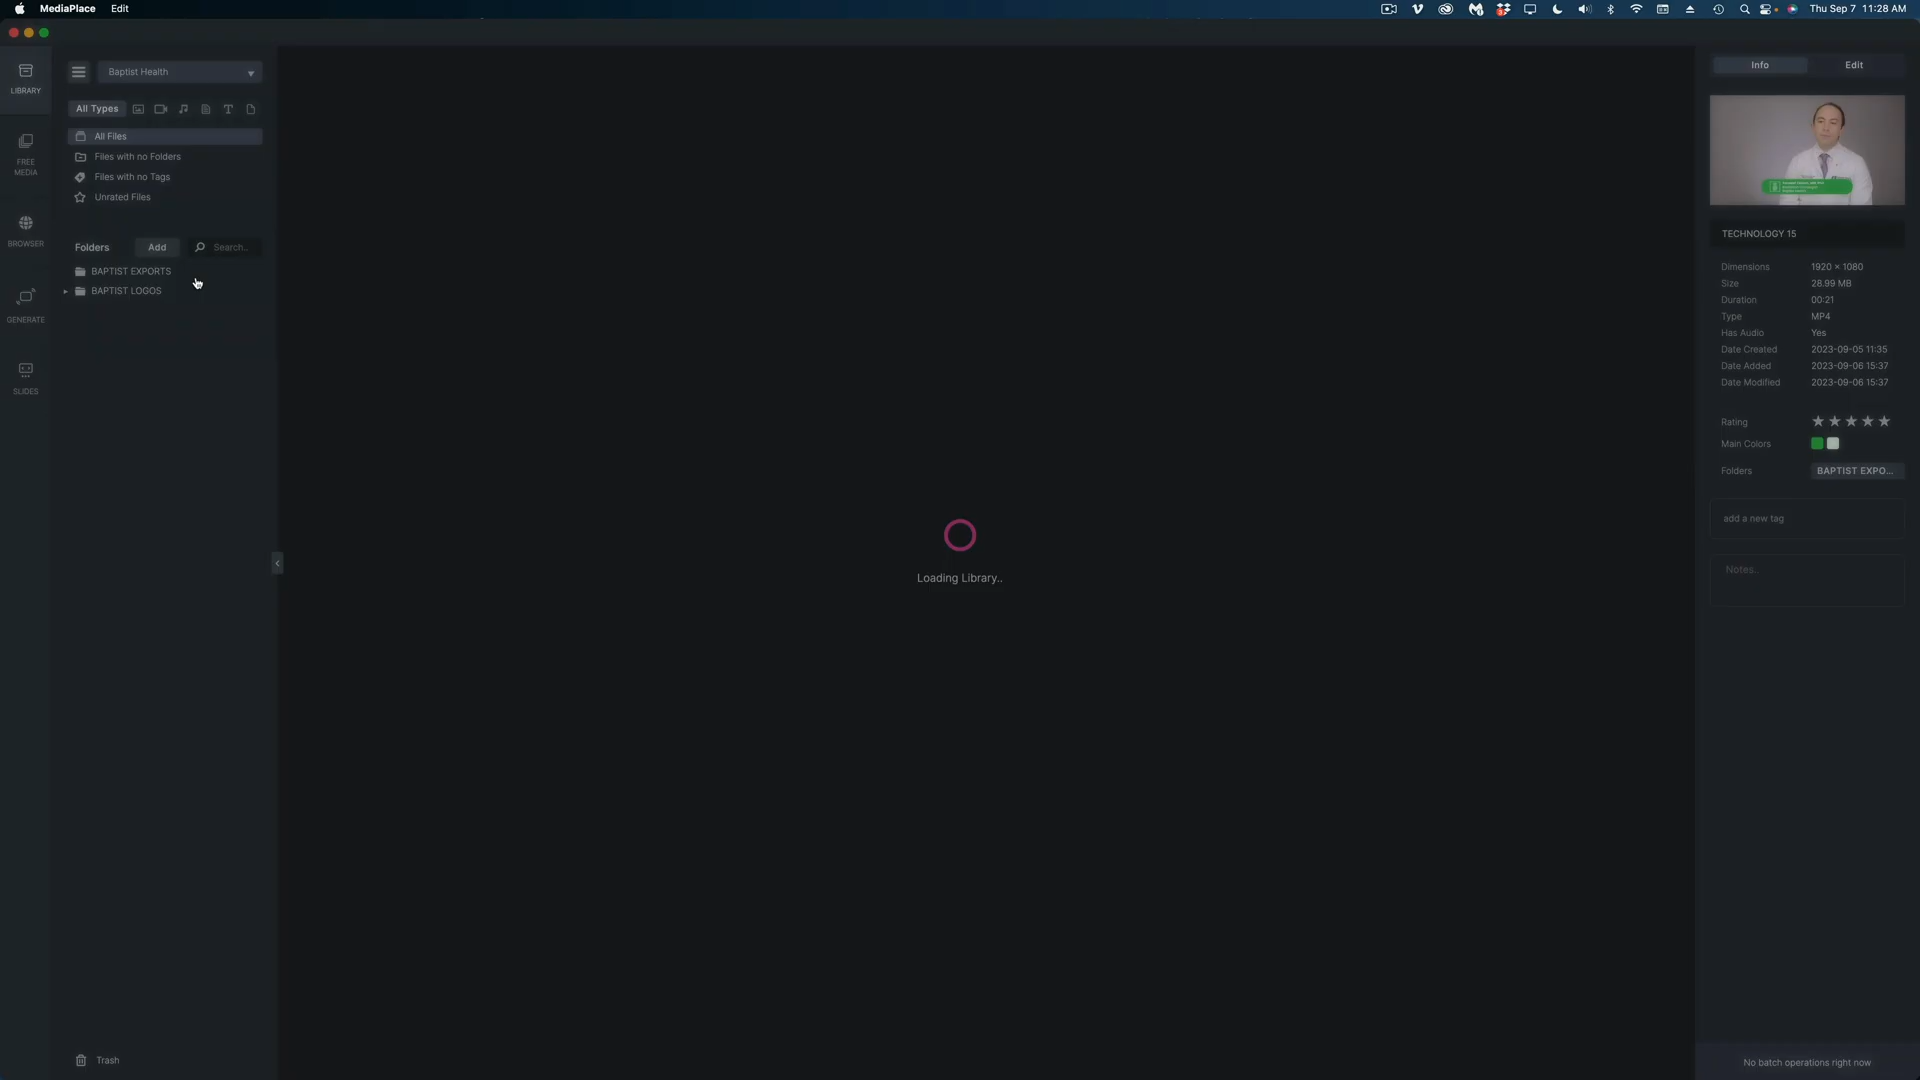 MediaPlace Edit
Thu Sep 7 11:28 AM
LIBRARY
FREE
MEDIA
BROWSER
GENERATE
SLIDES
Baptist Health
All Types
All Files
Files with no Folders
Files with no Tags
Unrated Files
Folders Add Search..
BAPTIST EXPORTS
BAPTIST LOGOS
Trash
Loading Library..
Info Edit
TECHNOLOGY 15
Dimensions 1920 × 1080
Size 28.99 MB
Duration 00:21
Type MP4
Has Audio Yes
Date Created 2023-09-05 11:35
Date Added 2023-09-06 15:37
Date Modified 2023-09-06 15:37
Rating
Main Colors
Folders BAPTIST EXPO...
add a new tag
Notes..
No batch operations right now